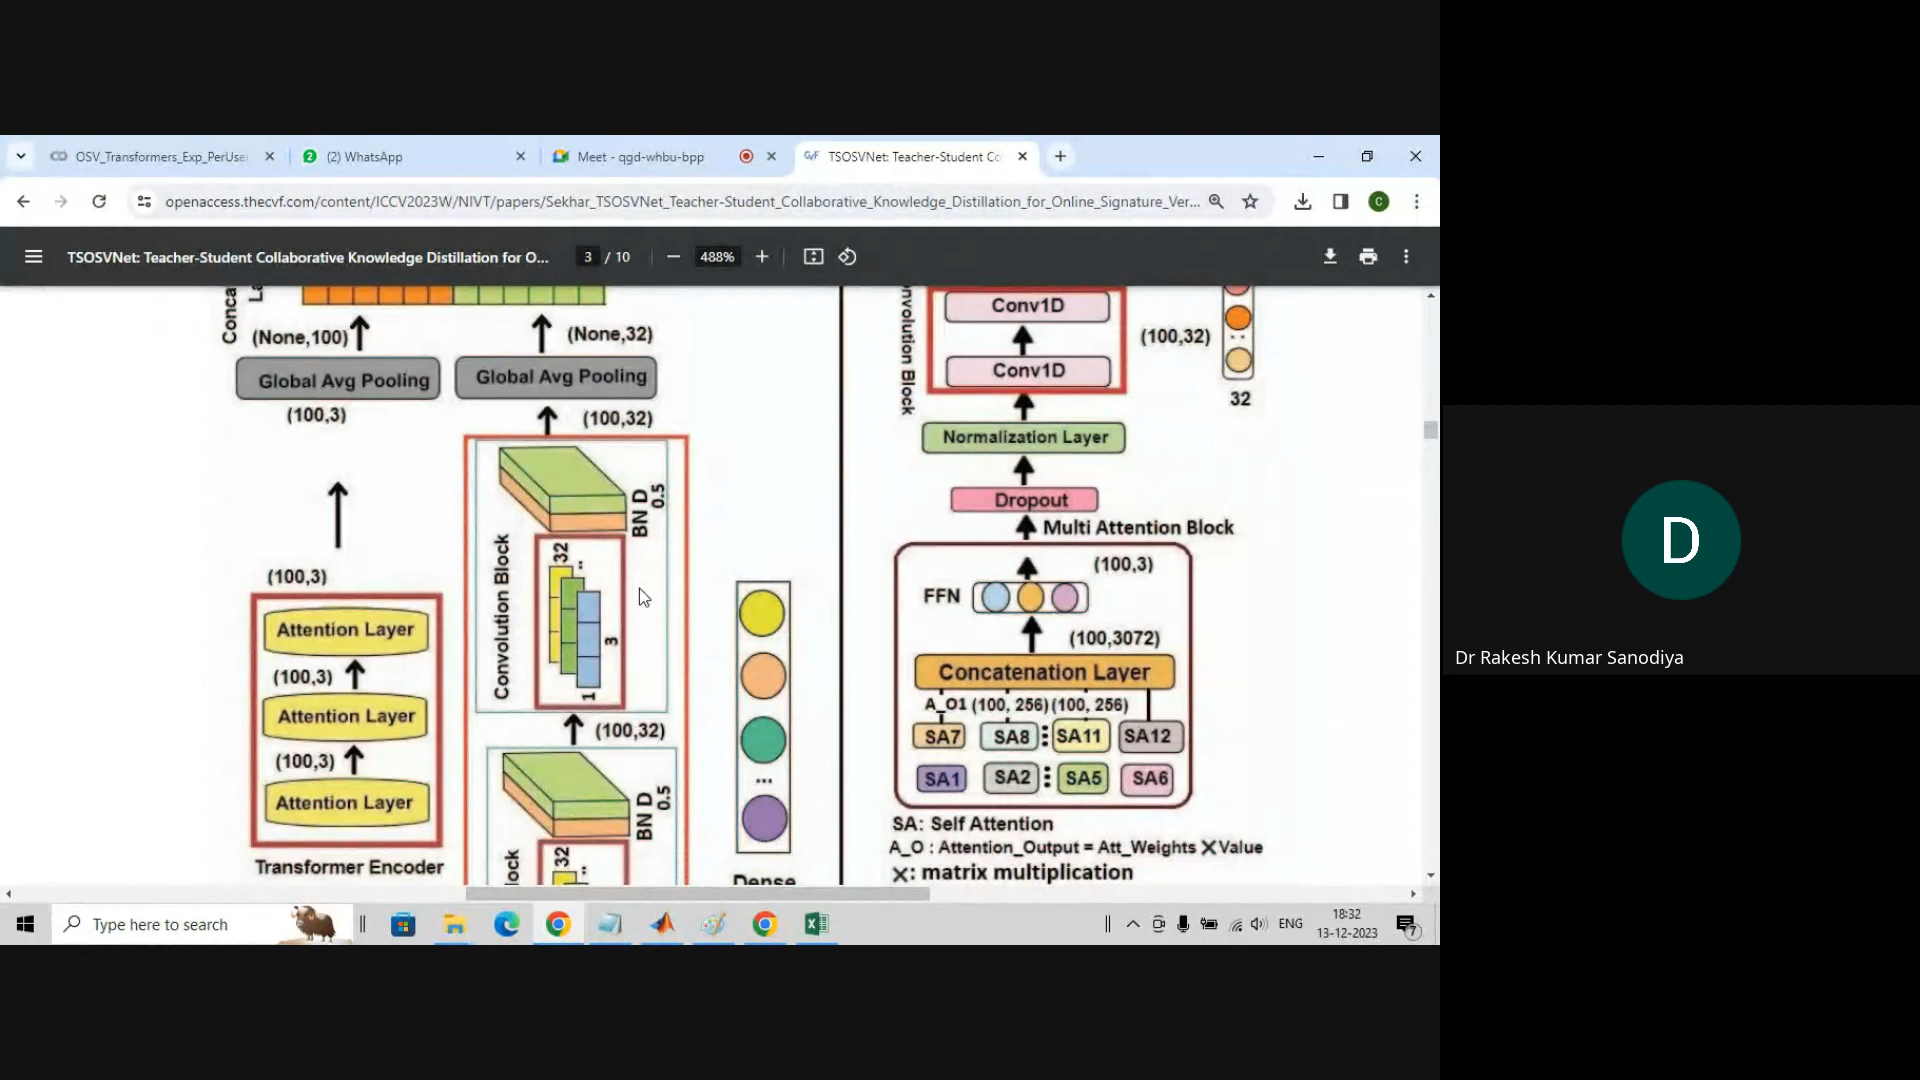 OSV_Transformers_Exp_PerUse
(2) WhatsApp
Meet - qgd-whbu-bpp
TSOSVNet: Teacher-Student Co
openaccess.thecvf.com/content/ICCV2023W/NIVT/papers/Sekhar_TSOSVNet_Teacher-Student_Collaborative_Knowledge_Distillation_for_Online_Signature_Ver...
C
TSOSVNet: Teacher-Student Collaborative Knowledge Distillation for O...
3 / 10
488%
Conca
La
(None,100)
(None,32)
Global Avg Pooling
Global Avg Pooling
(100,3)
(100,32)
BN D
0.5
Convolution Block
32
..
3
1
(100,3)
Attention Layer
(100,3)
Attention Layer
(100,3)
Attention Layer
Transformer Encoder
(100,32)
BN D
0.5
lock
32
..
...
Dense
nvolution Block
Conv1D
Conv1D
(100,32)
..
32
Normalization Layer
Dropout
Multi Attention Block
(100,3)
FFN
(100,3072)
Concatenation Layer
A_O1 (100, 256) (100, 256)
SA7 SA8 SA11 SA12
SA1 SA2 SA5 SA6
SA: Self Attention
A_O : Attention_Output = Att_Weights ✕ Value
✕: matrix multiplication
D
Dr Rakesh Kumar Sanodiya
Type here to search
ENG
18:32
13-12-2023
7